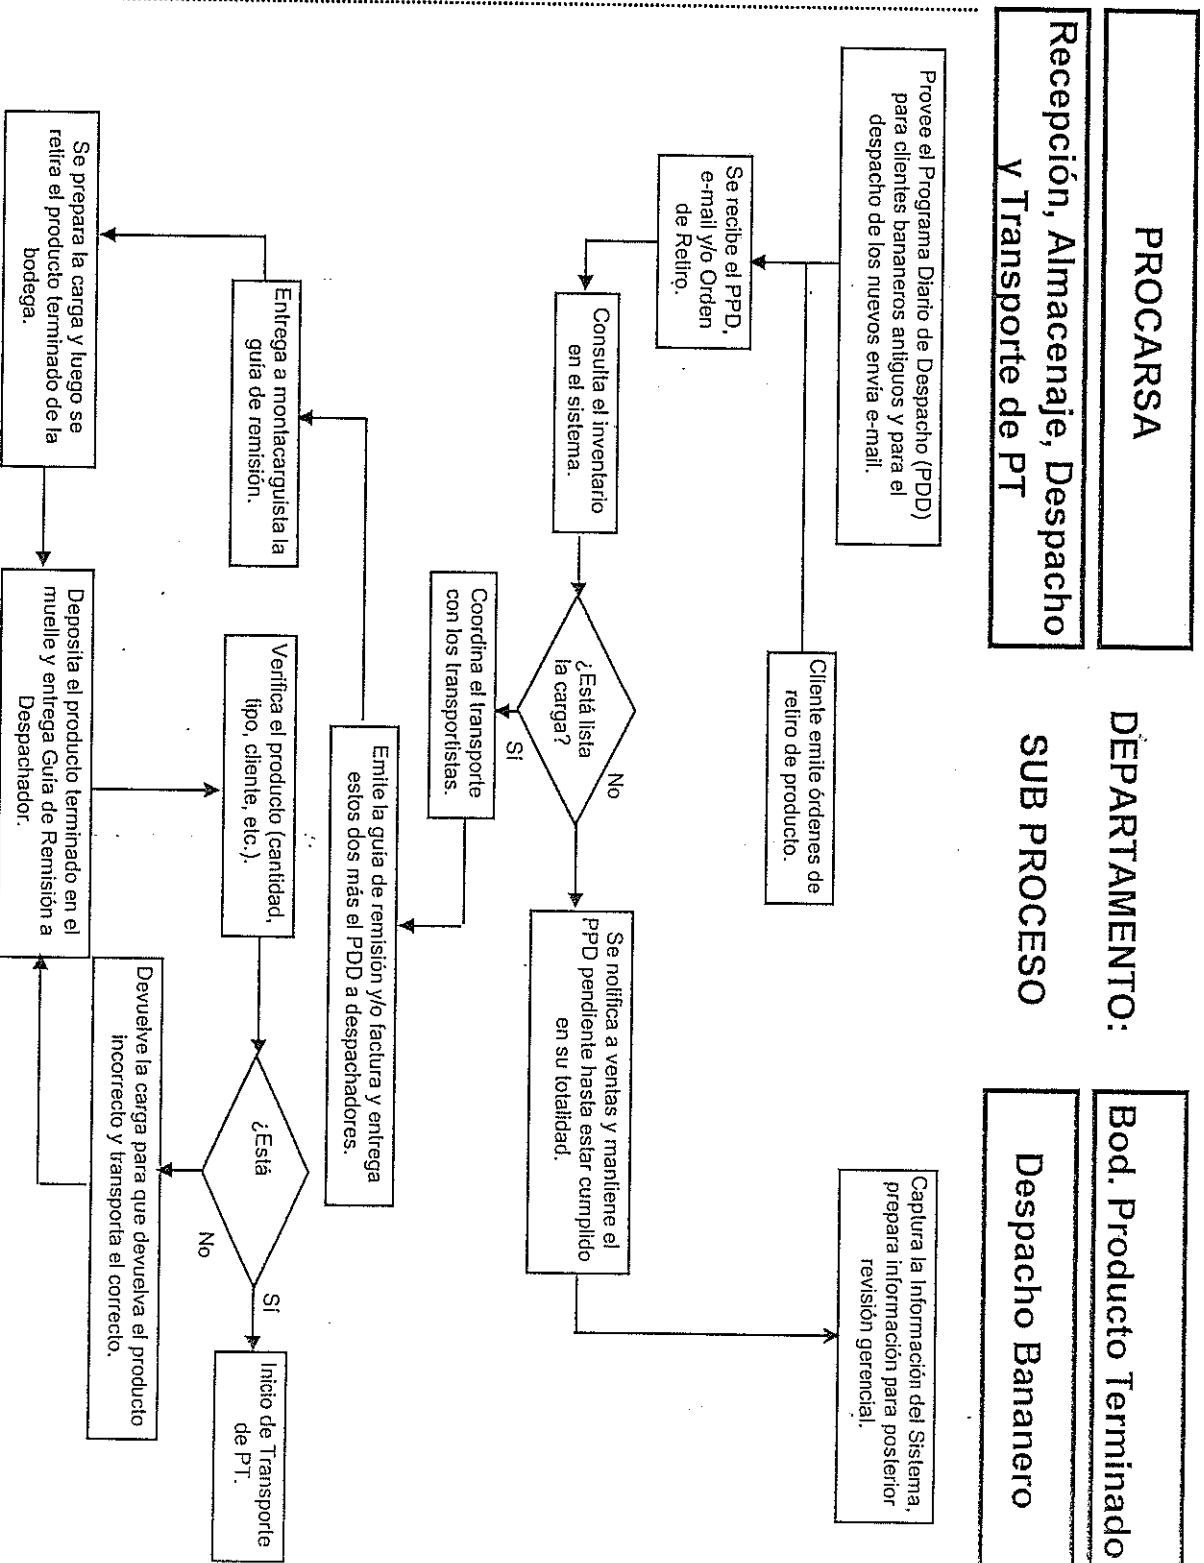 PROCARSA
DEPARTAMENTO:
Bod. Producto Terminado
Recepción, Almacenaje, Despacho
y Transporte de PT
SUB PROCESO
Despacho Bananero
Provee el Programa Diario de Despacho (PDD)
para clientes bananeros antiguos y para el
despacho de los nuevos envía e-mail.
Cliente emite órdenes de
retiro de producto.
Captura la Información del Sistema,
prepara información para posterior
revisión gerencial.
Se recibe el PPD,
e-mail y/o Orden
de Retiro.
Consulta el inventario
en el sistema.
¿Está lista
la carga?
No
Sí
Se notifica a ventas y mantiene el
PPD pendiente hasta estar cumplido
en su totalidad.
Coordina el transporte
con los transportistas.
Emite la guía de remisión y/o factura y entrega
estos dos más el PDD a despachadores.
Entrega a montacarguista la
guía de remisión.
Se prepara la carga y luego se
retira el producto terminado de la
bodega.
Deposita el producto terminado en el
muelle y entrega Guía de Remisión a
Despachador.
Verifica el producto (cantidad,
tipo, cliente, etc.).
¿Está
Sí
No
Inicio de Transporte
de PT.
Devuelve la carga para que devuelva el producto
incorrecto y transporta el correcto.